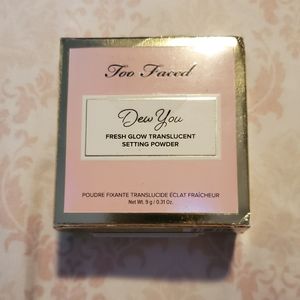 Too Faced
Dew You
FRESH GLOW TRANSLUCENT
SETTING POWDER
POUDRE FIXANTE TRANSLUCIDE ÉCLAT FRAÎCHEUR
Net Wt. 9 g / 0.31 Oz.